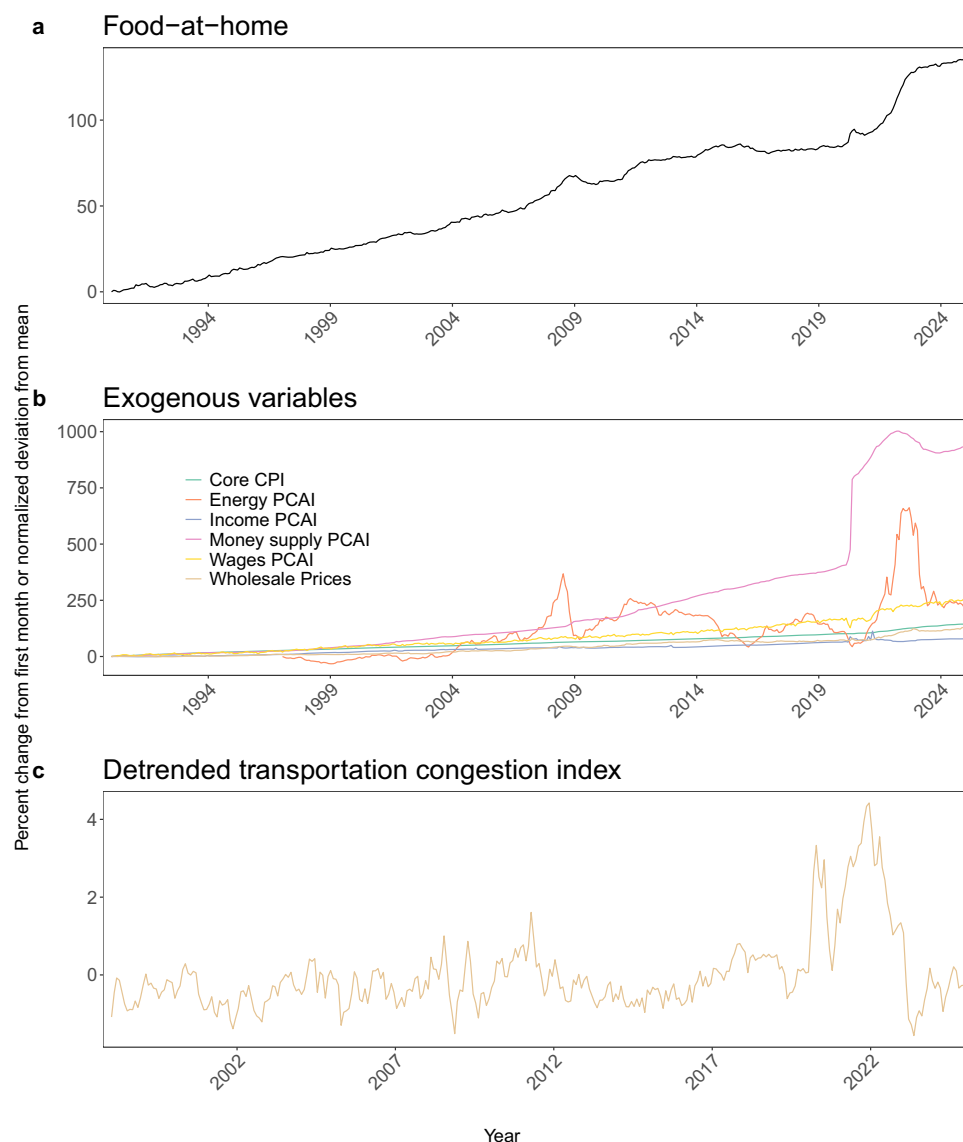 a Food−at−home
100
50
0
1994 1999 2004 2009 2014 2019 2024
Percent change from first month or normalized deviation from mean
b Exogenous variables
1000
750
500
250
0
Core CPI
Energy PCAI
Income PCAI
Money supply PCAI
Wages PCAI
Wholesale Prices
1994 1999 2004 2009 2014 2019 2024
c Detrended transportation congestion index
4
2
0
2002 2007 2012 2017 2022
Year